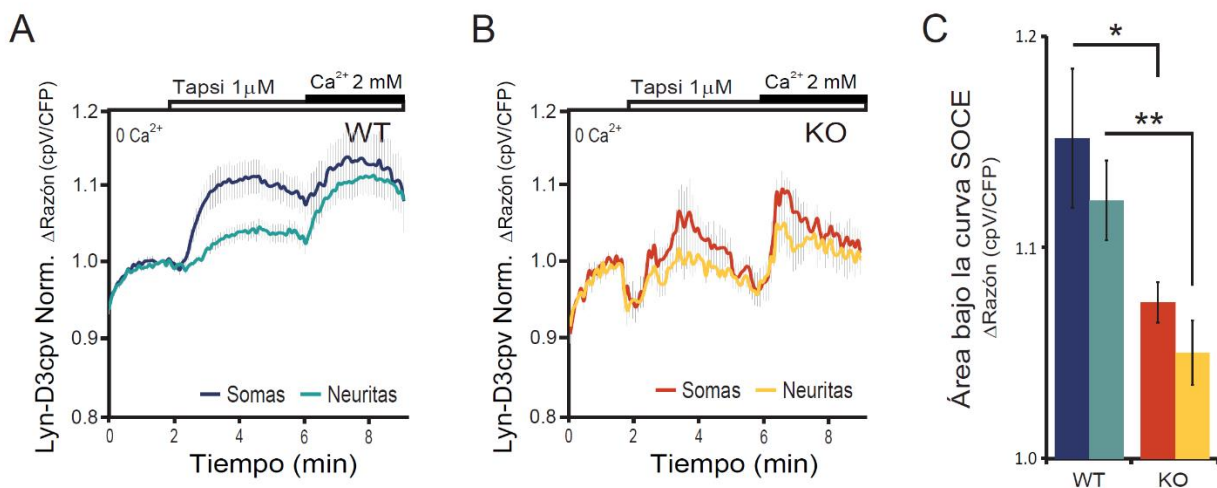 A
Tapsi 1μM
Ca²⁺ 2 mM
0 Ca²⁺
WT
Lyn-D3cpv Norm. ΔRazón (cpV/CFP)
1.2
1.1
1.0
0.9
0.8
Somas
Neuritas
0 2 4 6 8
Tiempo (min)
B
Tapsi 1μM
Ca²⁺ 2 mM
0 Ca²⁺
KO
Lyn-D3cpv Norm. ΔRazón (cpV/CFP)
1.2
1.1
1.0
0.9
0.8
Somas
Neuritas
0 2 4 6 8
Tiempo (min)
C
Área bajo la curva SOCE
ΔRazón (cpV/CFP)
1.2
1.1
1.0
*
**
WT KO